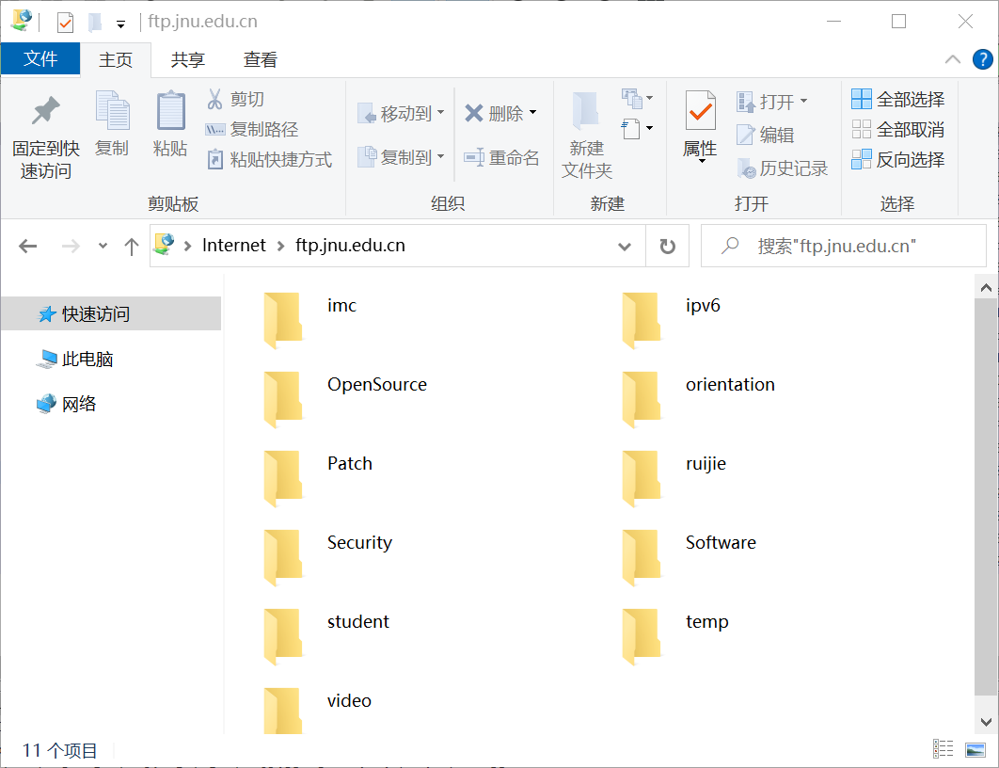 ftp.jnu.edu.cn
文件 主页 共享 查看
固定到快
速访问
复制
粘贴
剪切
复制路径
粘贴快捷方式
剪贴板
移动到
复制到
删除
重命名
组织
新建
文件夹
新建
属性
打开
编辑
历史记录
打开
全部选择
全部取消
反向选择
选择
Internet ftp.jnu.edu.cn
搜索"ftp.jnu.edu.cn"
快速访问
此电脑
网络
imc
ipv6
OpenSource
orientation
Patch
ruijie
Security
Software
student
temp
video
11 个项目